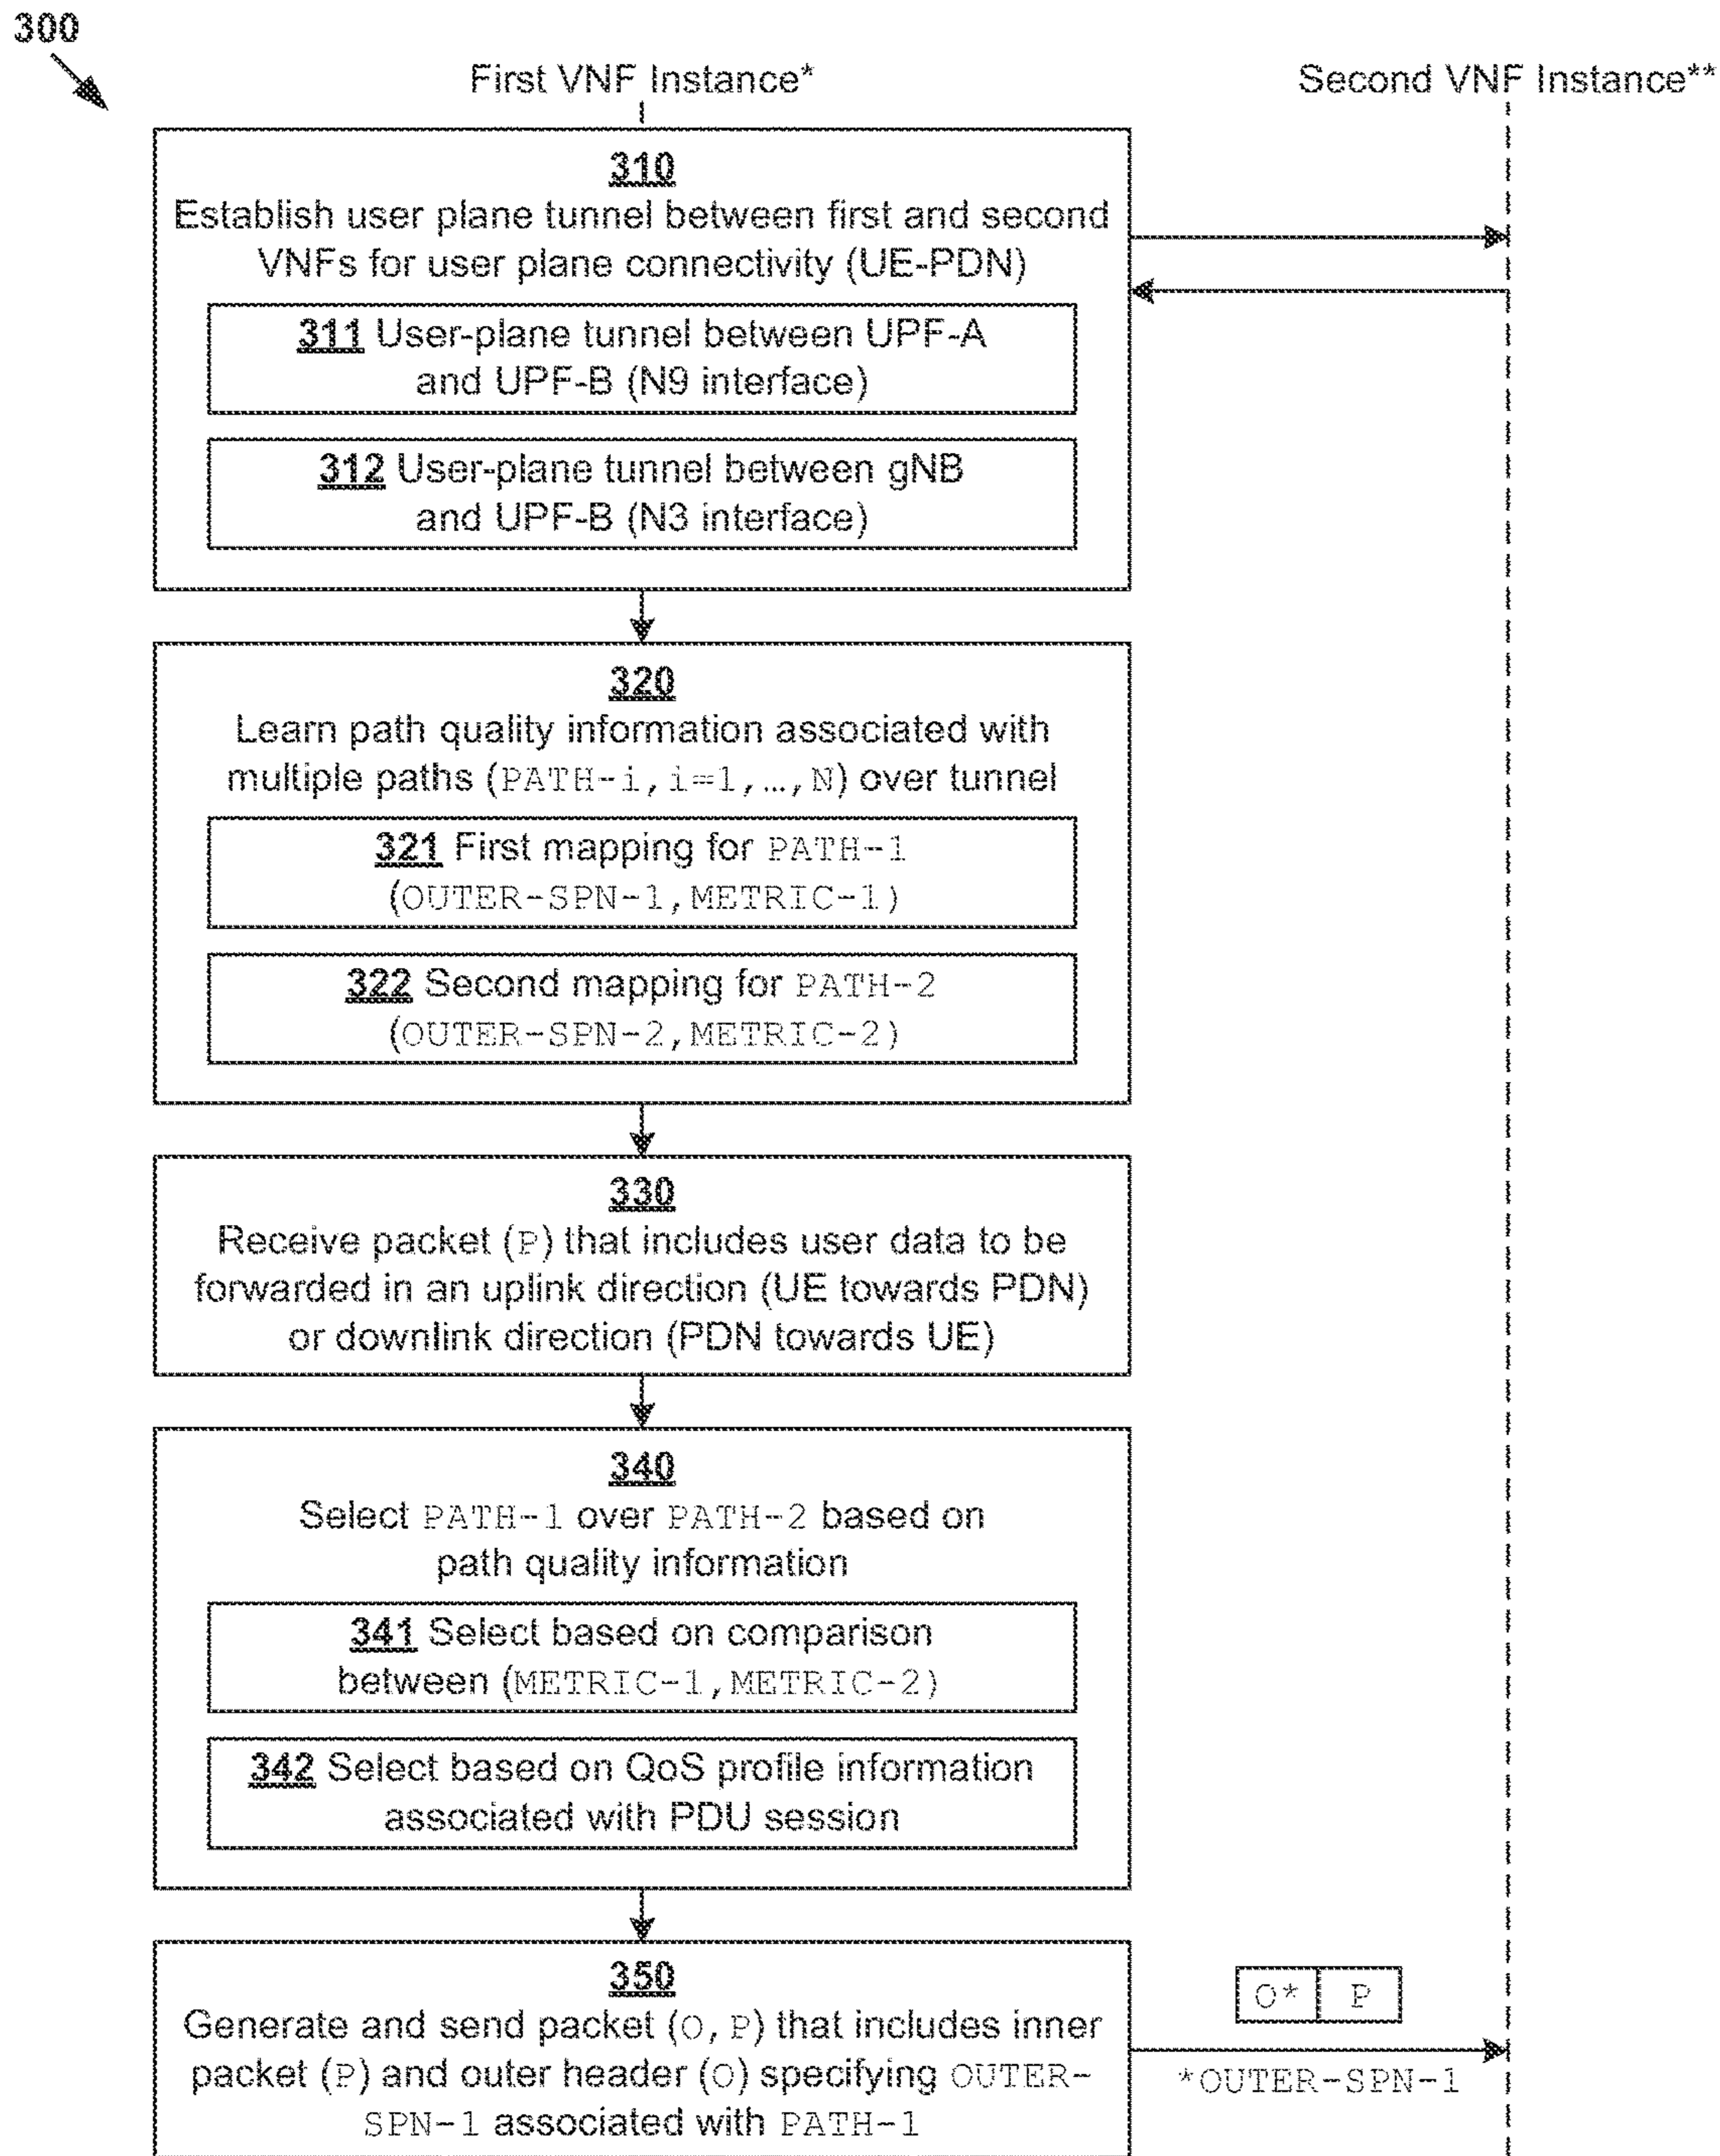 300
First VNF Instance*
Second VNF Instance**
310
Establish user plane tunnel between first and second
VNFs for user plane connectivity (UE-PDN)
311 User-plane tunnel between UPF-A
and UPF-B (N9 interface)
312 User-plane tunnel between gNB
and UPF-B (N3 interface)
320
Learn path quality information associated with
multiple paths (PATH-i, i=1, ..., N) over tunnel
321 First mapping for PATH-1
(OUTER-SPN-1, METRIC-1)
322 Second mapping for PATH-2
(OUTER-SPN-2, METRIC-2)
330
Receive packet (P) that includes user data to be
forwarded in an uplink direction (UE towards PDN)
or downlink direction (PDN towards UE)
340
Select PATH-1 over PATH-2 based on
path quality information
341 Select based on comparison
between (METRIC-1, METRIC-2)
342 Select based on QoS profile information
associated with PDU session
350
Generate and send packet (O, P) that includes inner
packet (P) and outer header (O) specifying OUTER-
SPN-1 associated with PATH-1
O* P
*OUTER-SPN-1